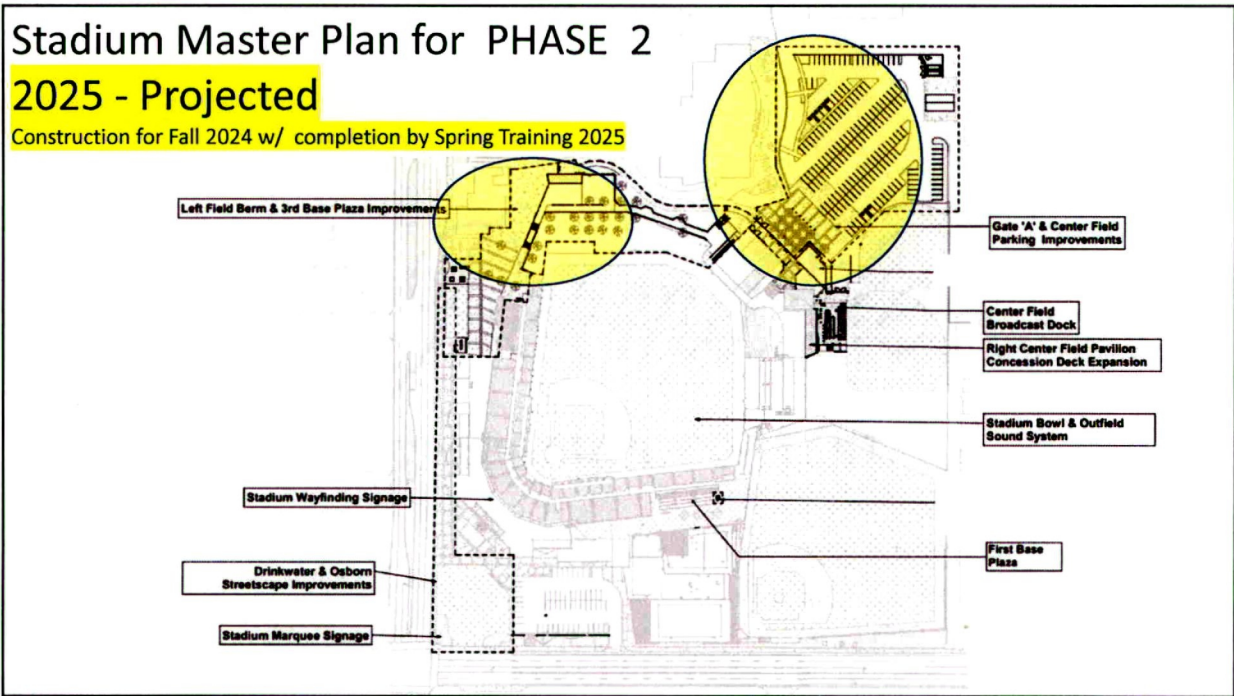 Stadium Master Plan for PHASE 2
2025 - Projected
Construction for Fall 2024 w/ completion by Spring Training 2025
Left Field Berm & 3rd Base Plaza Improvements
Gate 'A' & Center Field
Parking Improvements
Center Field
Broadcast Dock
Right Center Field Pavilion
Concession Deck Expansion
Stadium Bowl & Outfield
Sound System
Stadium Wayfinding Signage
First Base
Plaza
Drinkwater & Osborn
Streetscape Improvements
Stadium Marquee Signage